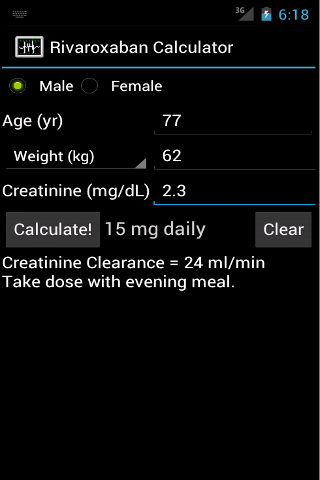 3G 6:18
Rivaroxaban Calculator
Male Female
Age (yr) 77
Weight (kg) 62
Creatinine (mg/dL) 2.3
Calculate! 15 mg daily Clear
Creatinine Clearance = 24 ml/min
Take dose with evening meal.